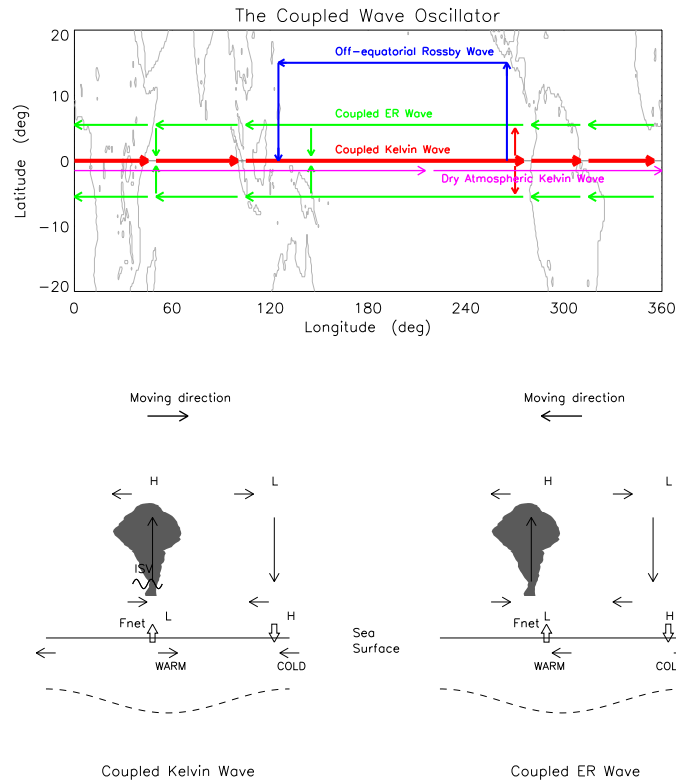 The Coupled Wave Oscillator
20
10
0
−10
−20
Latitude (deg)
Off−equatorial Rossby Wave
Coupled ER Wave
Coupled Kelvin Wave
Dry Atmospheric Kelvin Wave
0 60 120 180 240 300 360
Longitude (deg)
Moving direction
H L
ISV
Fnet L H
WARM COLD
Coupled Kelvin Wave
Sea
Surface
Moving direction
H L
Fnet L H
WARM COL
Coupled ER Wave